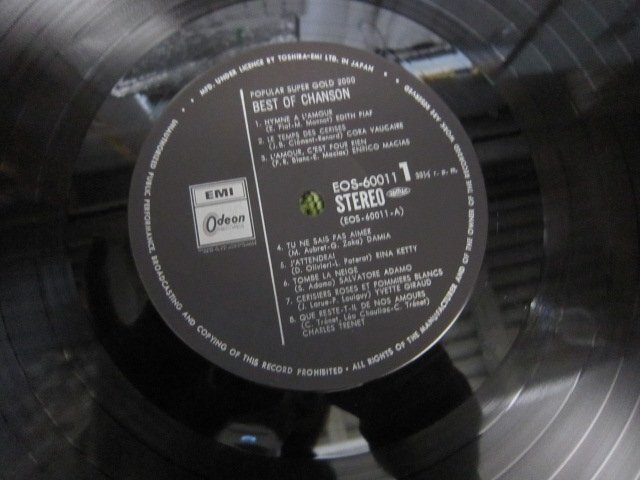 MFD. UNDER LICENCE BY TOSHIBA-EMI LTD. IN JAPAN
POPULAR SUPER GOLD 2000
BEST OF CHANSON
1. HYMNE A L'AMOUR
(E. Piaf-M. Monnot) EDITH PIAF
2. LE TEMPS DES CERISES
(J.B. Clément-Renard) CORA VAUCAIRE
3. L'AMOUR, C'EST POUR RIEN
(P.E. Blanc-E. Macias) ENRICO MACIAS
EOS-60011 1 33⅓ r.p.m.
STEREO
(EOS-60011-A)
EMI
Odeon
4. TU NE SAIS PAS AIMER
(M. Aubret-G. Zoka) DAMIA
5. J'ATTENDRAI
(D. Olivieri-L. Poterat) RINA KETTY
6. TOMBE LA NEIGE
(S. Adamo) SALVATORE ADAMO
7. CERISIERS ROSES ET POMMIERS BLANCS
(J. Larue-P. Louiguy) YVETTE GIRAUD
8. QUE RESTE-T-IL DE NOS AMOURS
(C. Trénet, Léo Chauliac-C. Trénet)
CHARLES TRENET
UNAUTHORIZED PUBLIC PERFORMANCE, BROADCASTING AND COPYING OF THIS RECORD PROHIBITED • ALL RIGHTS OF THE MANUFACTURER AND OF THE OWNER OF THE RECORDED WORK ARE RESERVED